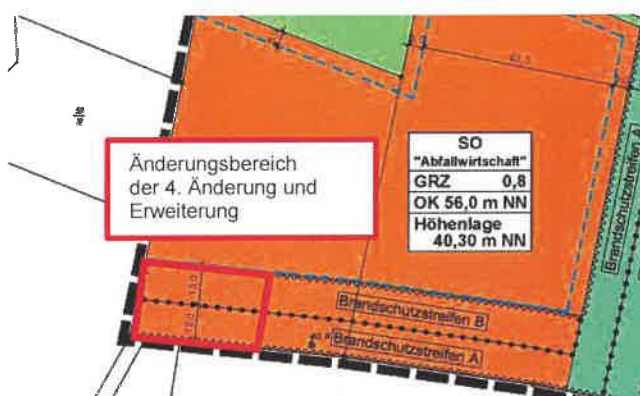 SO
"Abfallwirtschaft"
GRZ 0,8
OK 56,0 m NN
Höhenlage
40,30 m NN
Änderungsbereich
der 4. Änderung und
Erweiterung
Brandschutzstreifen A
Brandschutzstreifen B
Brandschutzstreifen A